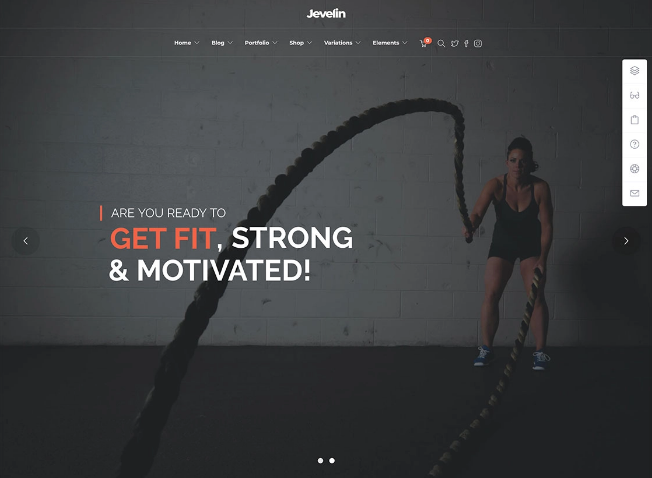 Jevelin
Home Blog Portfolio Shop Variations Elements 0
ARE YOU READY TO
GET FIT, STRONG
& MOTIVATED!